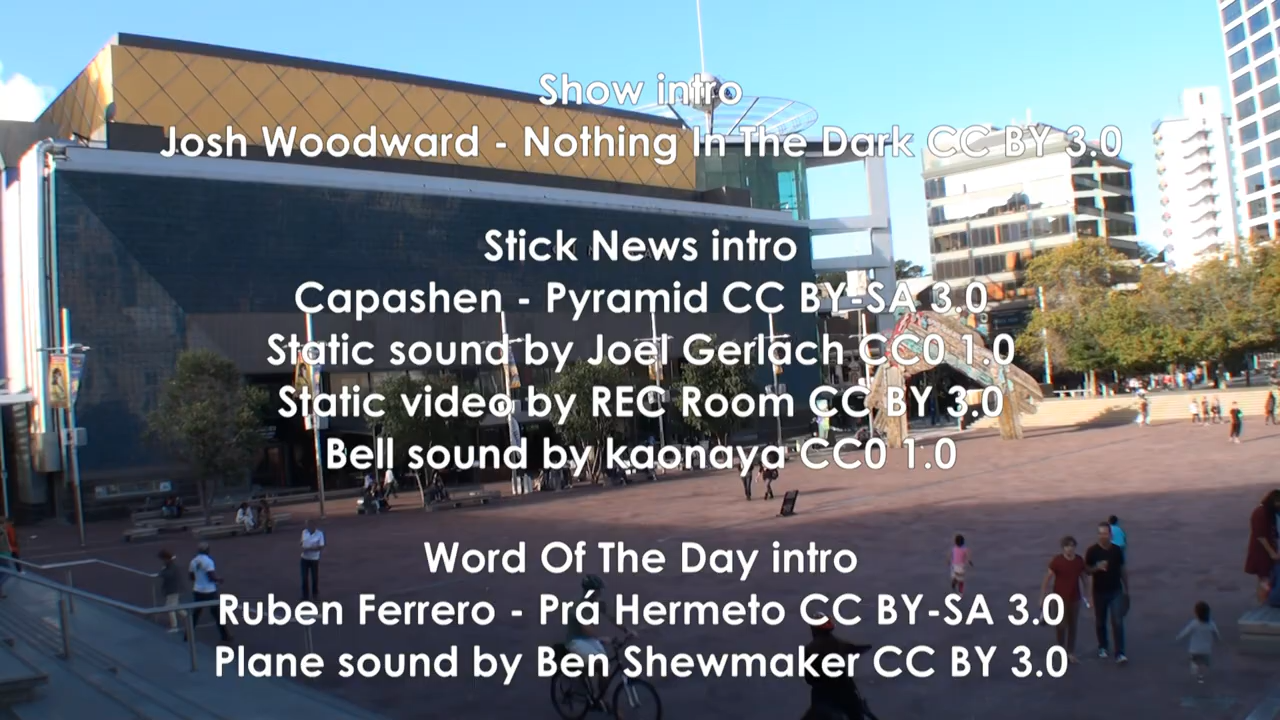 Show intro
Josh Woodward - Nothing In The Dark CC BY 3.0
Stick News intro
Capashen - Pyramid CC BY-SA 3.0
Static sound by Joel Gerlach CC0 1.0
Static video by REC Room CC BY 3.0
Bell sound by kaonaya CC0 1.0
Word Of The Day intro
Ruben Ferrero - Prá Hermeto CC BY-SA 3.0
Plane sound by Ben Shewmaker CC BY 3.0